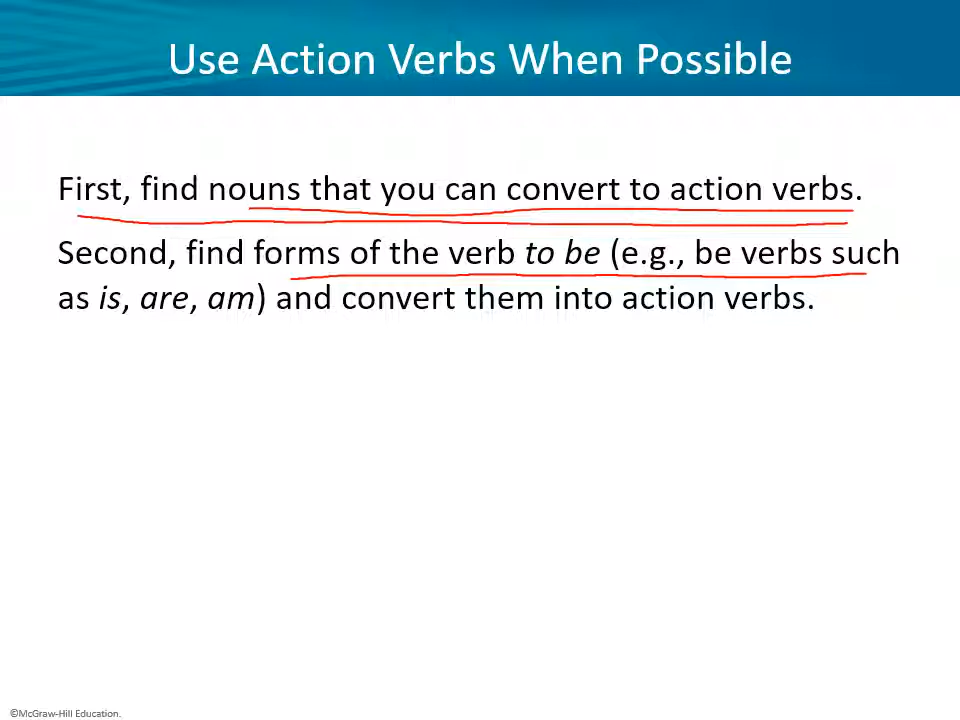 Use Action Verbs When Possible
First, find nouns that you can convert to action verbs.
Second, find forms of the verb to be (e.g., be verbs such
as is, are, am) and convert them into action verbs.
©McGraw-Hill Education.